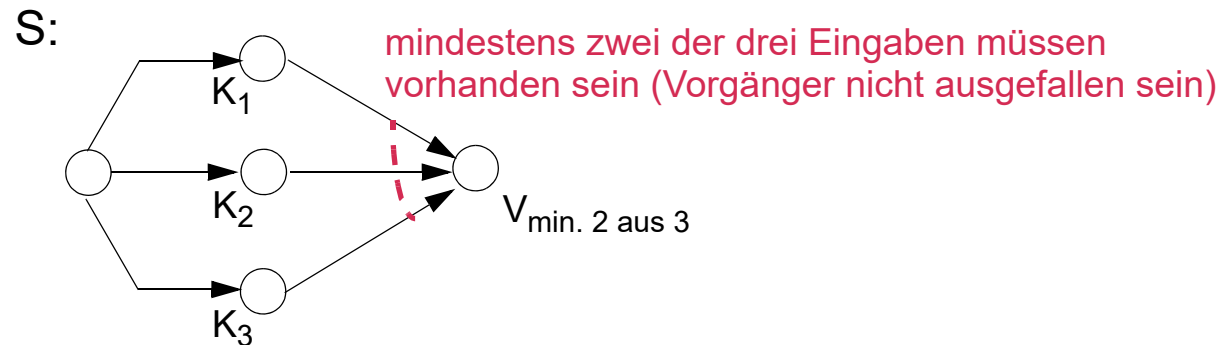 S:
mindestens zwei der drei Eingaben müssen
vorhanden sein (Vorgänger nicht ausgefallen sein)
K1
K2
Vmin. 2 aus 3
K3